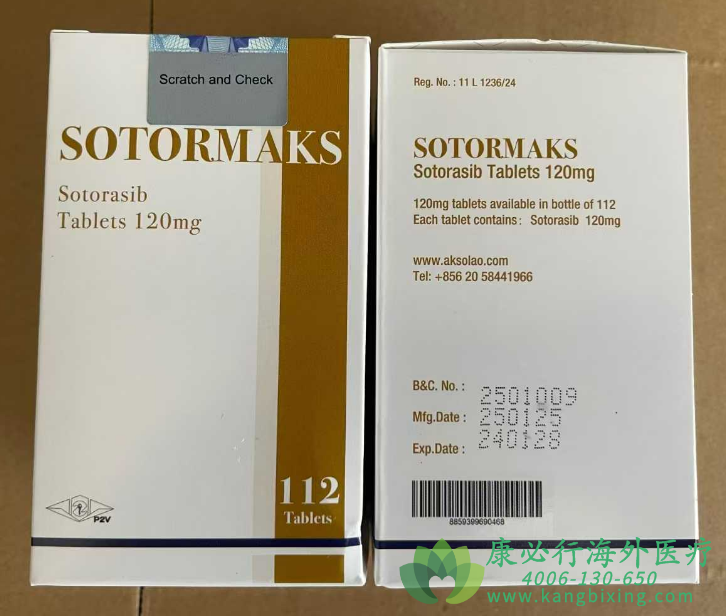 Scratch and Check
SOTORMAKS
Sotorasib
Tablets 120mg
112
Tablets
P2V
Reg. No. : 11 L 1236/24
SOTORMAKS
Sotorasib Tablets 120mg
120mg tablets available in bottle of 112
Each tablet contains : Sotorasib 120mg
www.aksolao.com
Tel: +856 20 58441966
B&C. No. : 2501009
Mfg.Date : 250125
Exp.Date : 240128
8859399690468
康必行海外医疗
4006-130-650
www.kangbixing.com